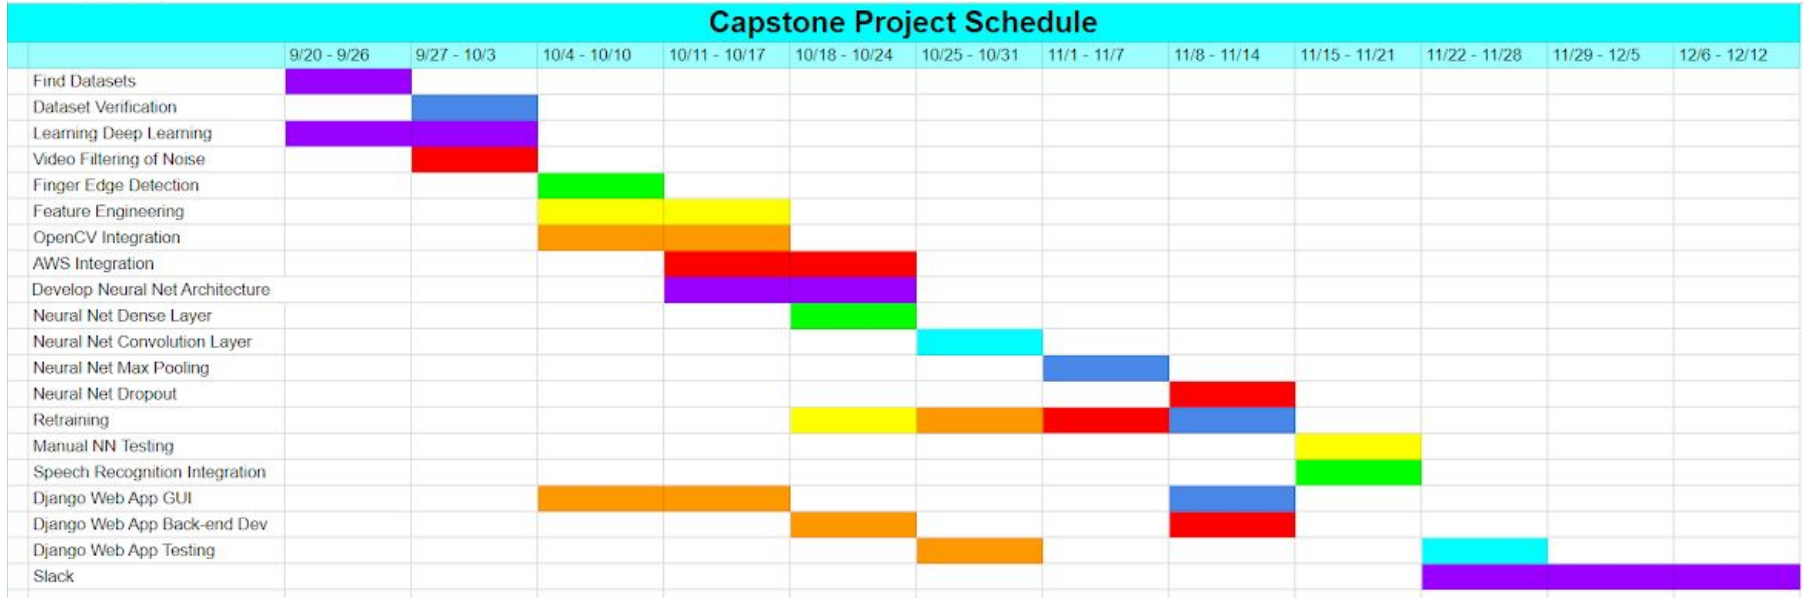 Capstone Project Schedule
9/20 - 9/26 9/27 - 10/3 10/4 - 10/10 10/11 - 10/17 10/18 - 10/24 10/25 - 10/31 11/1 - 11/7 11/8 - 11/14 11/15 - 11/21 11/22 - 11/28 11/29 - 12/5 12/6 - 12/12
Find Datasets
Dataset Verification
Learning Deep Learning
Video Filtering of Noise
Finger Edge Detection
Feature Engineering
OpenCV Integration
AWS Integration
Develop Neural Net Architecture
Neural Net Dense Layer
Neural Net Convolution Layer
Neural Net Max Pooling
Neural Net Dropout
Retraining
Manual NN Testing
Speech Recognition Integration
Django Web App GUI
Django Web App Back-end Dev
Django Web App Testing
Slack